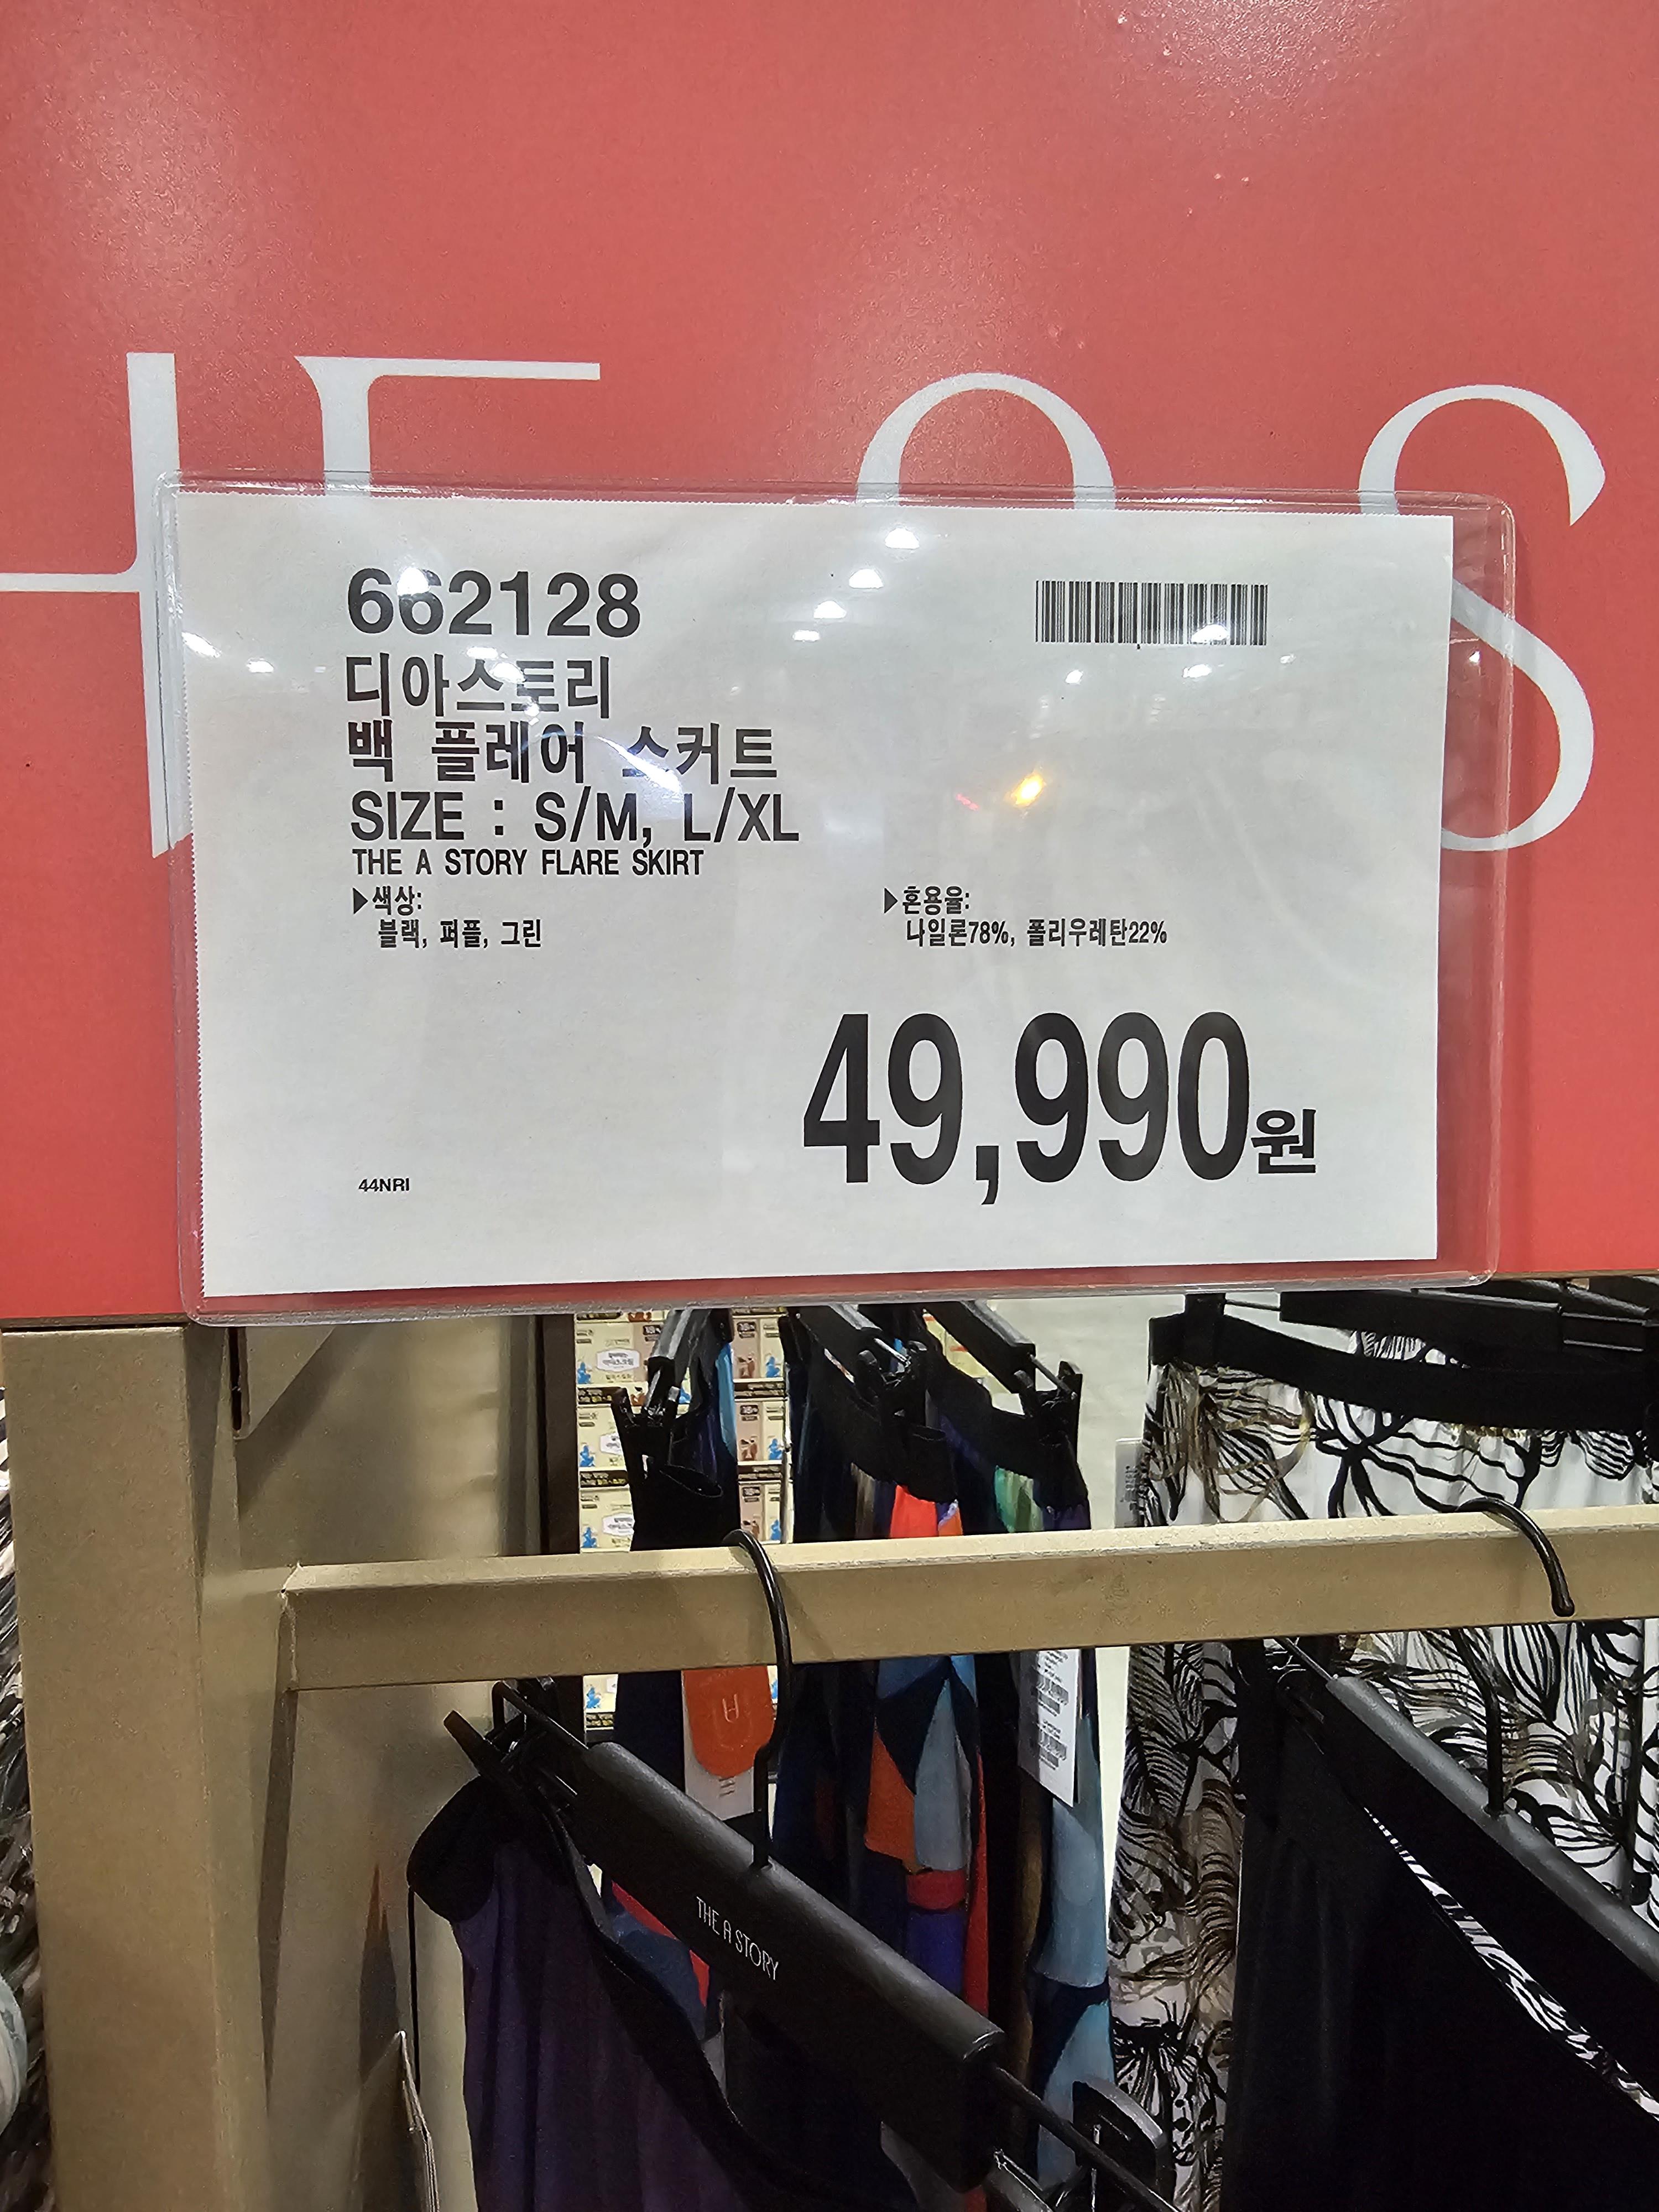 662128
디아스토리
백 플레어 스커트
SIZE : S/M, L/XL
THE A STORY FLARE SKIRT
▶색상:
블랙, 퍼플, 그린
▶혼용율:
나일론78%, 폴리우레탄22%
49,990원
44NRI
THE A STORY